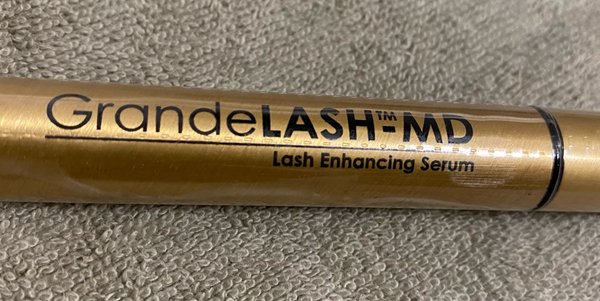 GrandeLASH™-MD
Lash Enhancing Serum